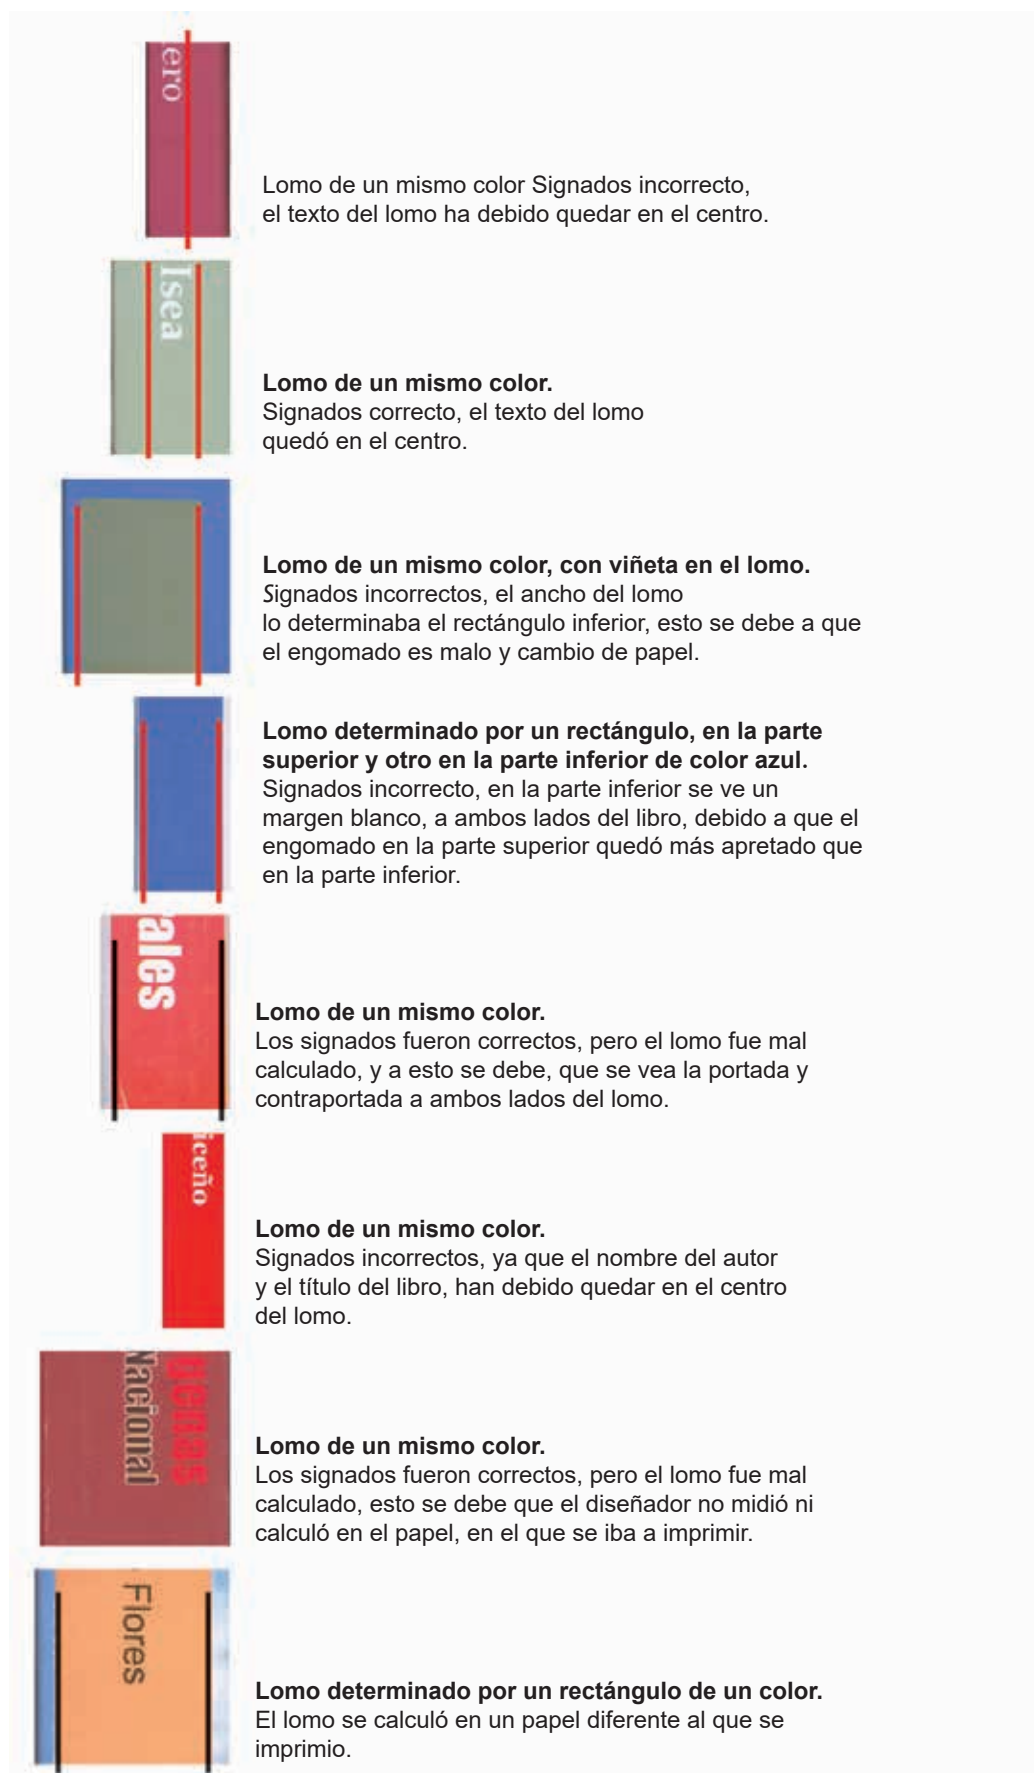 ero
Lomo de un mismo color Signados incorrecto,
el texto del lomo ha debido quedar en el centro.
Isea
Lomo de un mismo color.
Signados correcto, el texto del lomo
quedó en el centro.
Lomo de un mismo color, con viñeta en el lomo.
Signados incorrectos, el ancho del lomo
lo determinaba el rectángulo inferior, esto se debe a que
el engomado es malo y cambio de papel.
Lomo determinado por un rectángulo, en la parte
superior y otro en la parte inferior de color azul.
Signados incorrecto, en la parte inferior se ve un
margen blanco, a ambos lados del libro, debido a que el
engomado en la parte superior quedó más apretado que
en la parte inferior.
ales
Lomo de un mismo color.
Los signados fueron correctos, pero el lomo fue mal
calculado, y a esto se debe, que se vea la portada y
contraportada a ambos lados del lomo.
iceño
Lomo de un mismo color.
Signados incorrectos, ya que el nombre del autor
y el título del libro, han debido quedar en el centro
del lomo.
genas
Nacional
Lomo de un mismo color.
Los signados fueron correctos, pero el lomo fue mal
calculado, esto se debe que el diseñador no midió ni
calculó en el papel, en el que se iba a imprimir.
Flores
Lomo determinado por un rectángulo de un color.
El lomo se calculó en un papel diferente al que se
imprimio.